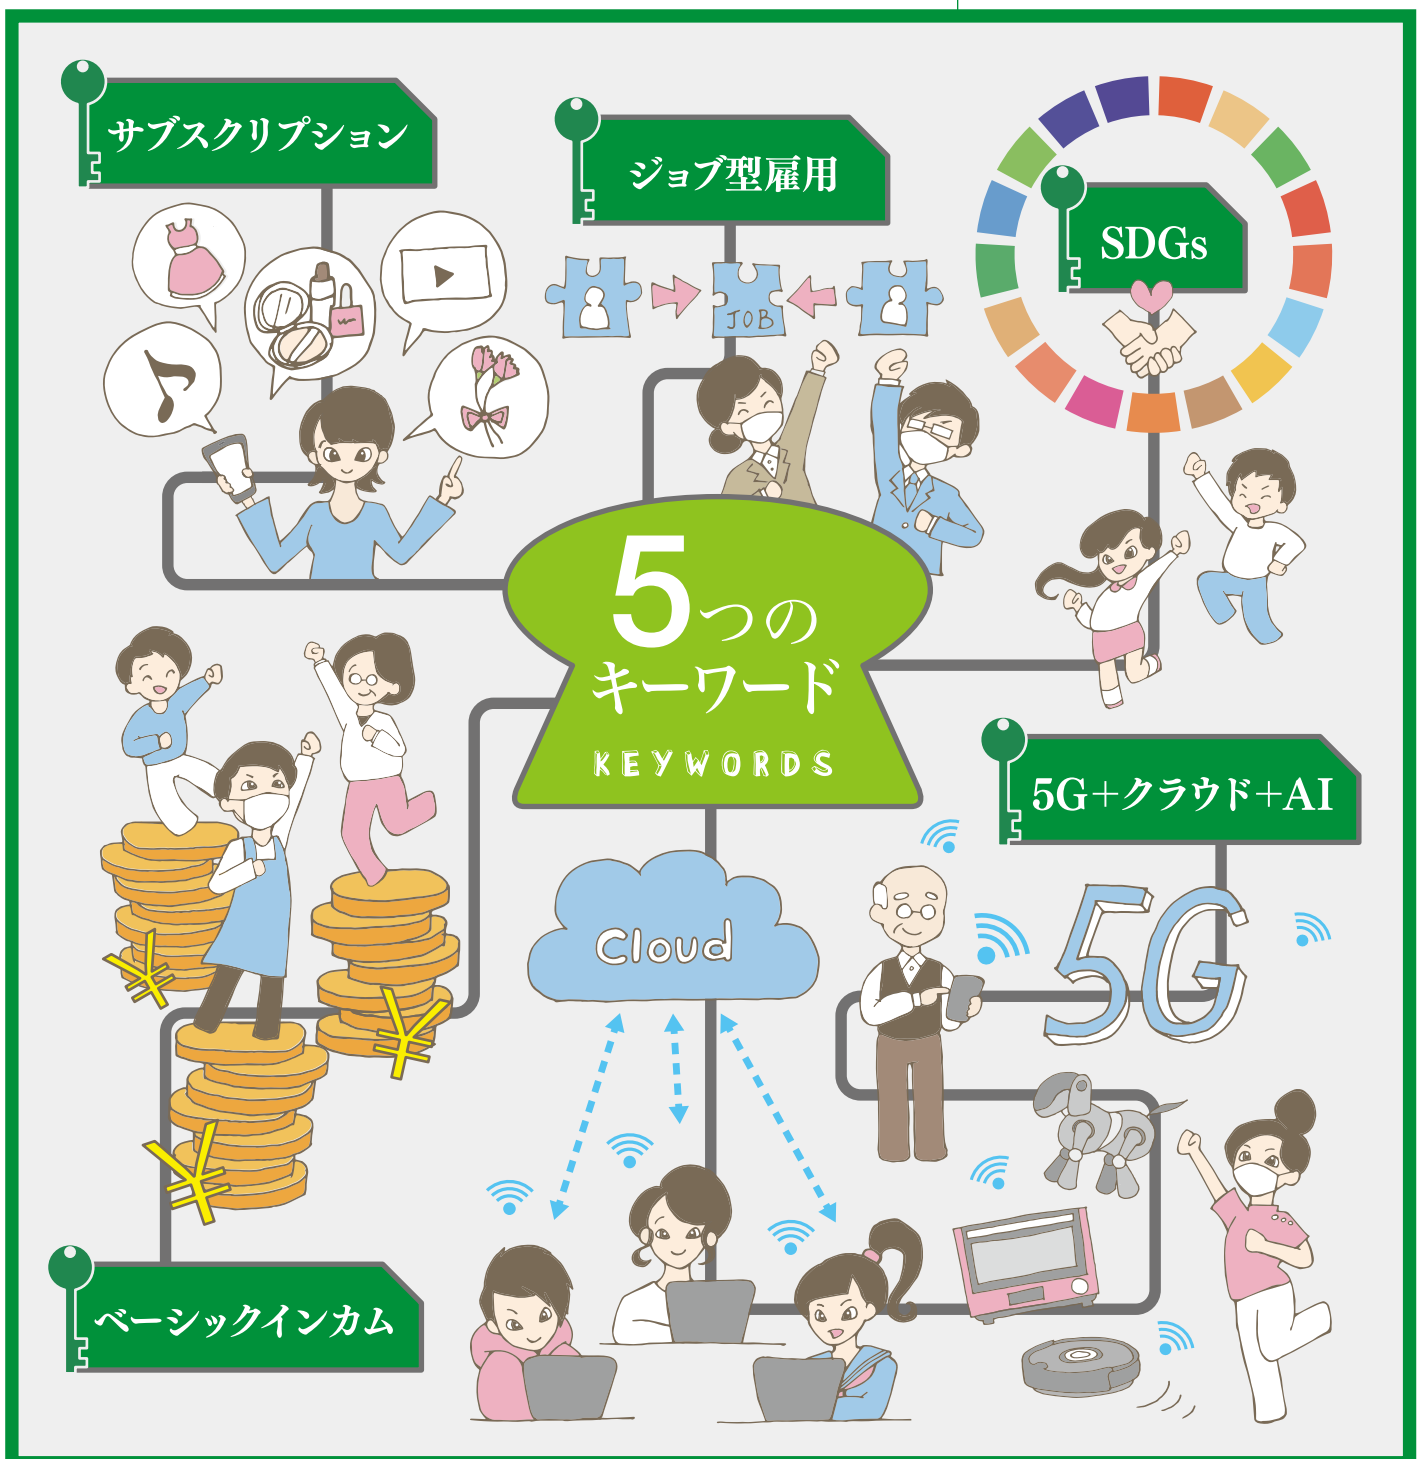 サブスクリプション
ジョブ型雇用
SDGs
JOB
5つの
キーワード
KEYWORDS
5G＋クラウド＋AI
Cloud
5G
¥
¥
¥
ベーシックインカム